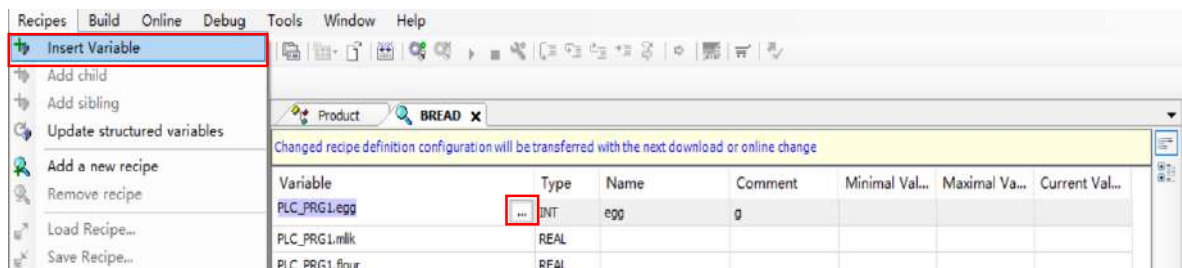 Recipes Build Online Debug Tools Window Help
Insert Variable
Add child
Add sibling
Update structured variables
Add a new recipe
Remove recipe
Load Recipe...
Save Recipe...
Product BREAD X
Changed recipe definition configuration will be transferred with the next download or online change
Variable Type Name Comment Minimal Val... Maximal Va... Current Val...
PLC_PRG1.egg ... INT egg g
PLC_PRG1.mlik REAL
PLC_PRG1.flour REAL